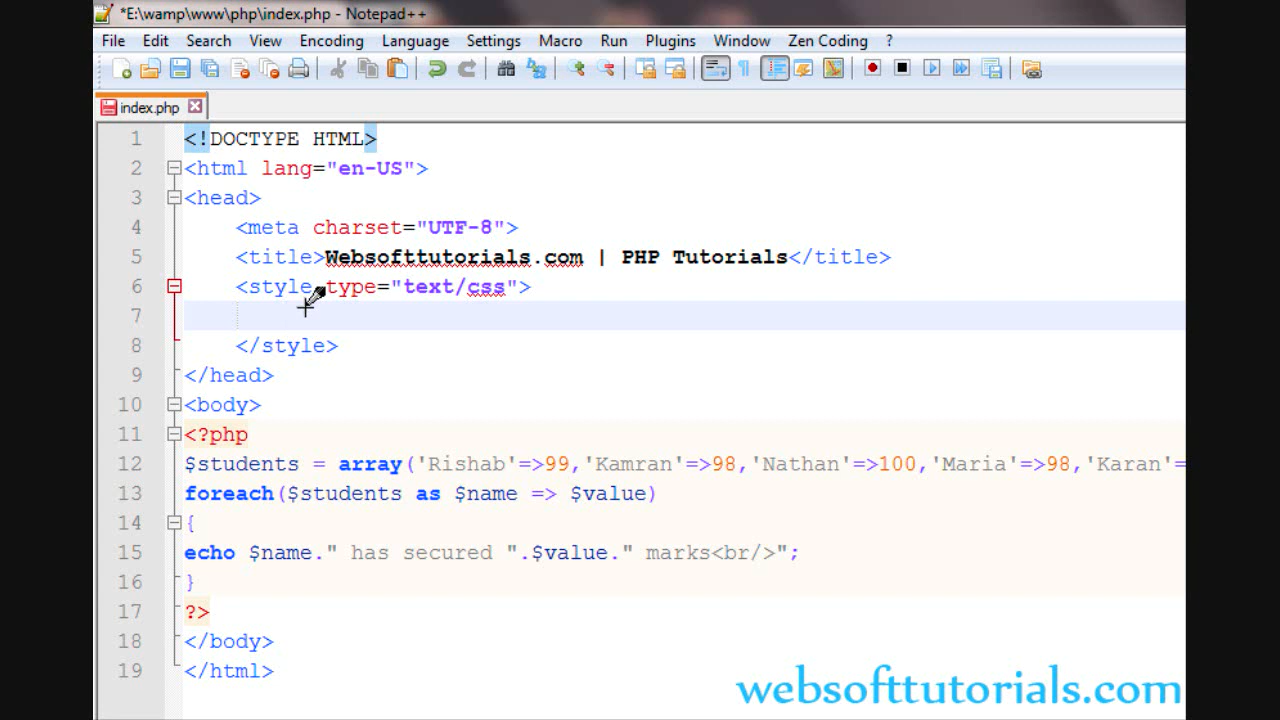 *E:\wamp\www\php\index.php - Notepad++
File Edit Search View Encoding Language Settings Macro Run Plugins Window Zen Coding ?
index.php
1 <!DOCTYPE HTML>
2 <html lang="en-US">
3 <head>
4 <meta charset="UTF-8">
5 <title>Websofttutorials.com | PHP Tutorials</title>
6 <style type="text/css">
7
8 </style>
9 </head>
10 <body>
11 <?php
12 $students = array('Rishab'=>99,'Kamran'=>98,'Nathan'=>100,'Maria'=>98,'Karan'=
13 foreach($students as $name => $value)
14 {
15 echo $name." has secured ".$value." marks<br/>";
16 }
17 ?>
18 </body>
19 </html>
websofttutorials.com